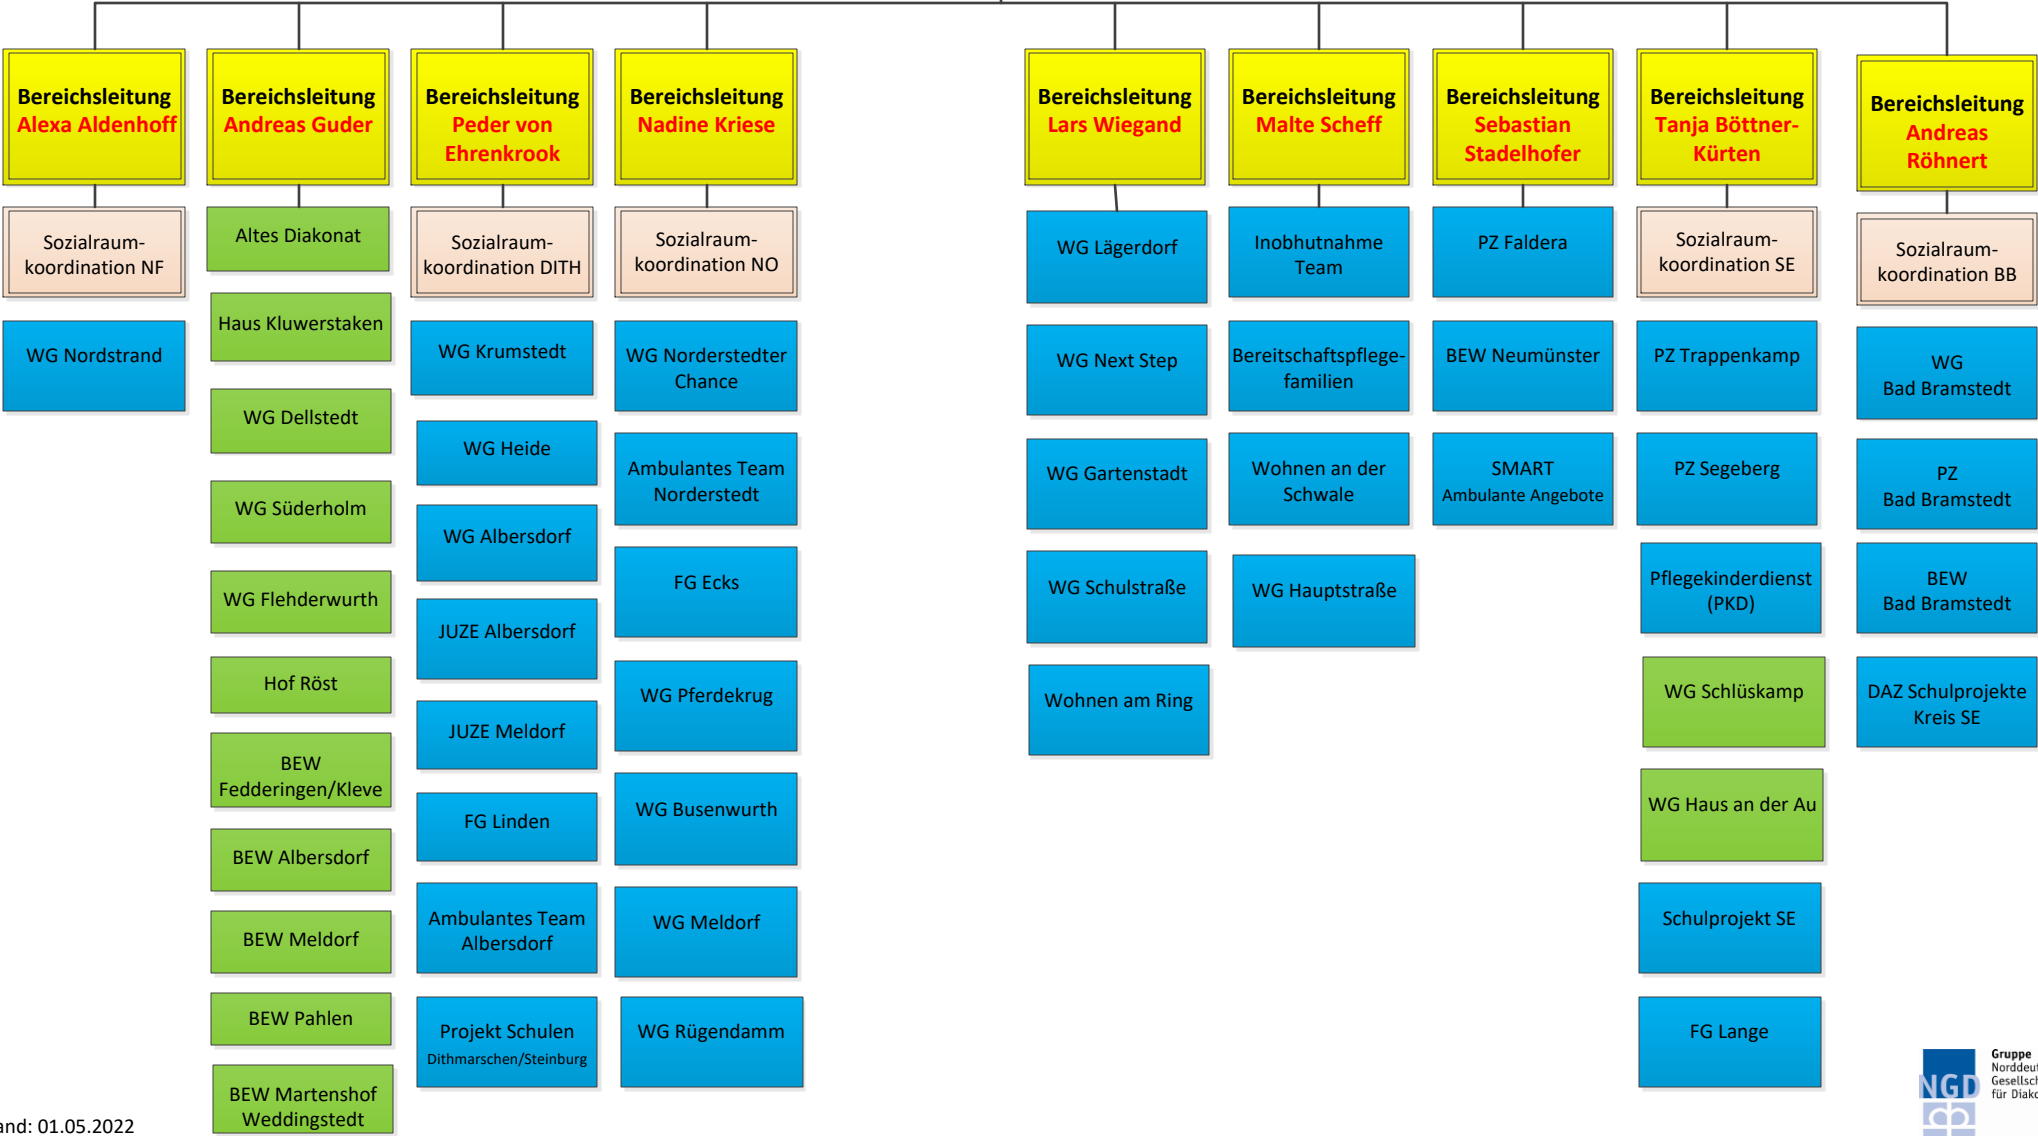 Bereichsleitung
Alexa Aldenhoff
Sozialraum-
koordination NF
WG Nordstrand
Bereichsleitung
Andreas Guder
Altes Diakonat
Haus Kluwerstaken
WG Dellstedt
WG Süderholm
WG Flehderwurth
Hof Röst
BEW
Fedderingen/Kleve
BEW Albersdorf
BEW Meldorf
BEW Pahlen
BEW Martenshof
Weddingstedt
Bereichsleitung
Peder von
Ehrenkrook
Sozialraum-
koordination DITH
WG Krumstedt
WG Heide
WG Albersdorf
JUZE Albersdorf
JUZE Meldorf
FG Linden
Ambulantes Team
Albersdorf
Projekt Schulen
Dithmarschen/Steinburg
Bereichsleitung
Nadine Kriese
Sozialraum-
koordination NO
WG Norderstedter
Chance
Ambulantes Team
Norderstedt
FG Ecks
WG Pferdekrug
WG Busenwurth
WG Meldorf
WG Rügendamm
Bereichsleitung
Lars Wiegand
WG Lägerdorf
WG Next Step
WG Gartenstadt
WG Schulstraße
Wohnen am Ring
Bereichsleitung
Malte Scheff
Inobhutnahme
Team
Bereitschaftspflege-
familien
Wohnen an der
Schwale
WG Hauptstraße
Bereichsleitung
Sebastian
Stadelhofer
PZ Faldera
BEW Neumünster
SMART
Ambulante Angebote
Bereichsleitung
Tanja Böttner-
Kürten
Sozialraum-
koordination SE
PZ Trappenkamp
PZ Segeberg
Pflegekinderdienst
(PKD)
WG Schlüskamp
WG Haus an der Au
Schulprojekt SE
FG Lange
Bereichsleitung
Andreas
Röhnert
Sozialraum-
koordination BB
WG
Bad Bramstedt
PZ
Bad Bramstedt
BEW
Bad Bramstedt
DAZ Schulprojekte
Kreis SE
and: 01.05.2022
NGD
Gruppe
Norddeut
Gesellsch
für Diako